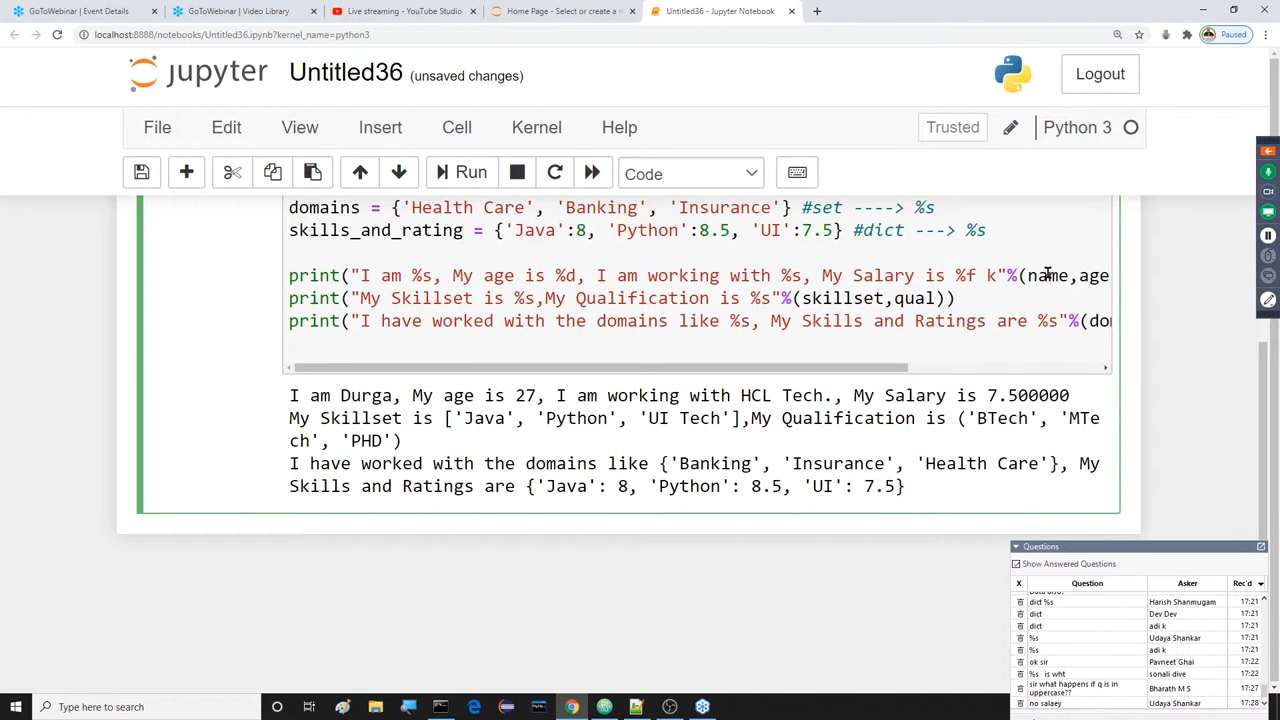 GoToWebinar | Event Details
GoToWebinar | Video Library
Live streaming - YouTube Studio
Home Page - Select or create a n
Untitled36 - Jupyter Notebook
localhost:8888/notebooks/Untitled36.ipynb?kernel_name=python3
Paused
jupyter Untitled36 (unsaved changes)
Logout
File Edit View Insert Cell Kernel Help
Trusted Python 3
Run Code
domains = {'Health Care', 'Banking', 'Insurance'} #set ----> %s
skills_and_rating = {'Java':8, 'Python':8.5, 'UI':7.5} #dict ---> %s
print("I am %s, My age is %d, I am working with %s, My Salary is %f k"%(name,age
print("My Skillset is %s,My Qualification is %s"%(skillset,qual))
print("I have worked with the domains like %s, My Skills and Ratings are %s"%(do
I am Durga, My age is 27, I am working with HCL Tech., My Salary is 7.500000
My Skillset is ['Java', 'Python', 'UI Tech'],My Qualification is ('BTech', 'MTe
ch', 'PHD')
I have worked with the domains like {'Banking', 'Insurance', 'Health Care'}, My
Skills and Ratings are {'Java': 8, 'Python': 8.5, 'UI': 7.5}
Questions
Show Answered Questions
X Question Asker Rec'd
dict %s Harish Shanmugam 17:21
dict Dev Dev 17:21
dict adi k 17:21
%s Udaya Shankar 17:21
%s adi k 17:21
ok sir Pavneet Ghai 17:22
%s is wht sonali dive 17:22
sir what happens if q is in
uppercase?? Bharath M S 17:27
no salaey Udaya Shankar 17:28
Type here to search